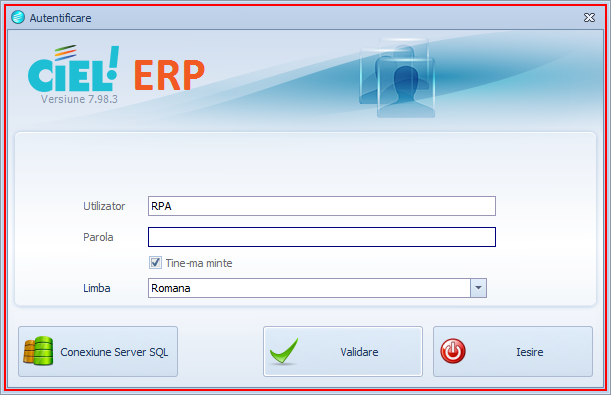 Autentificare
CIEL! ERP
Versiune 7.98.3
Utilizator RPA
Parola
Tine-ma minte
Limba Romana
Conexiune Server SQL Validare Iesire